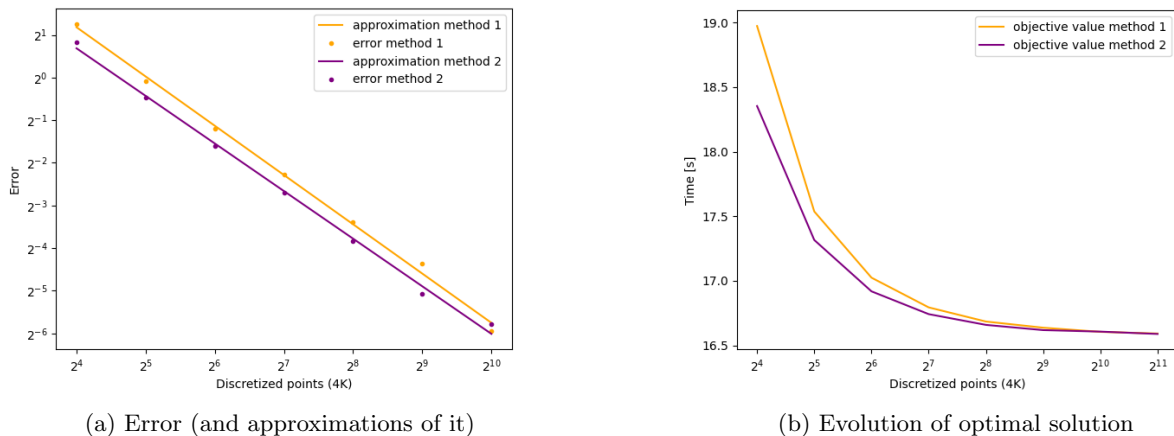 approximation method 1
error method 1
approximation method 2
error method 2
2^1
2^0
2^-1
2^-2
2^-3
2^-4
2^-5
2^-6
Error
2^4 2^5 2^6 2^7 2^8 2^9 2^10
Discretized points (4K)
(a) Error (and approximations of it)
objective value method 1
objective value method 2
19.0
18.5
18.0
17.5
17.0
16.5
Time [s]
2^4 2^5 2^6 2^7 2^8 2^9 2^10 2^11
Discretized points (4K)
(b) Evolution of optimal solution